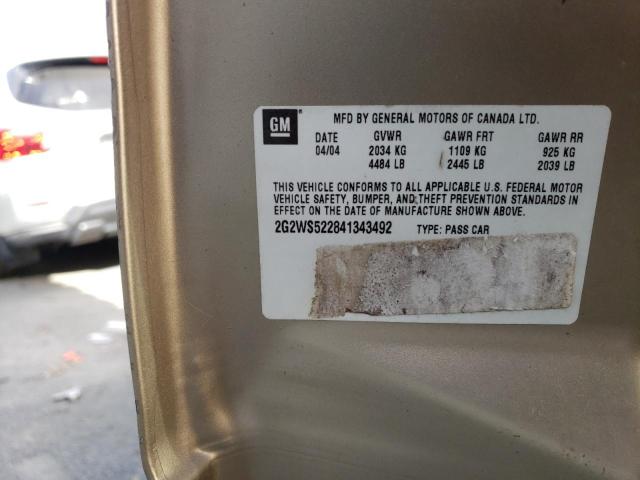 GM
MFD BY GENERAL MOTORS OF CANADA LTD.
DATE GVWR GAWR FRT GAWR RR
04/04 2034 KG 1109 KG 925 KG
4484 LB 2445 LB 2039 LB
THIS VEHICLE CONFORMS TO ALL APPLICABLE U.S. FEDERAL MOTOR
VEHICLE SAFETY, BUMPER, AND THEFT PREVENTION STANDARDS IN
EFFECT ON THE DATE OF MANUFACTURE SHOWN ABOVE.
2G2WS522841343492 TYPE: PASS CAR